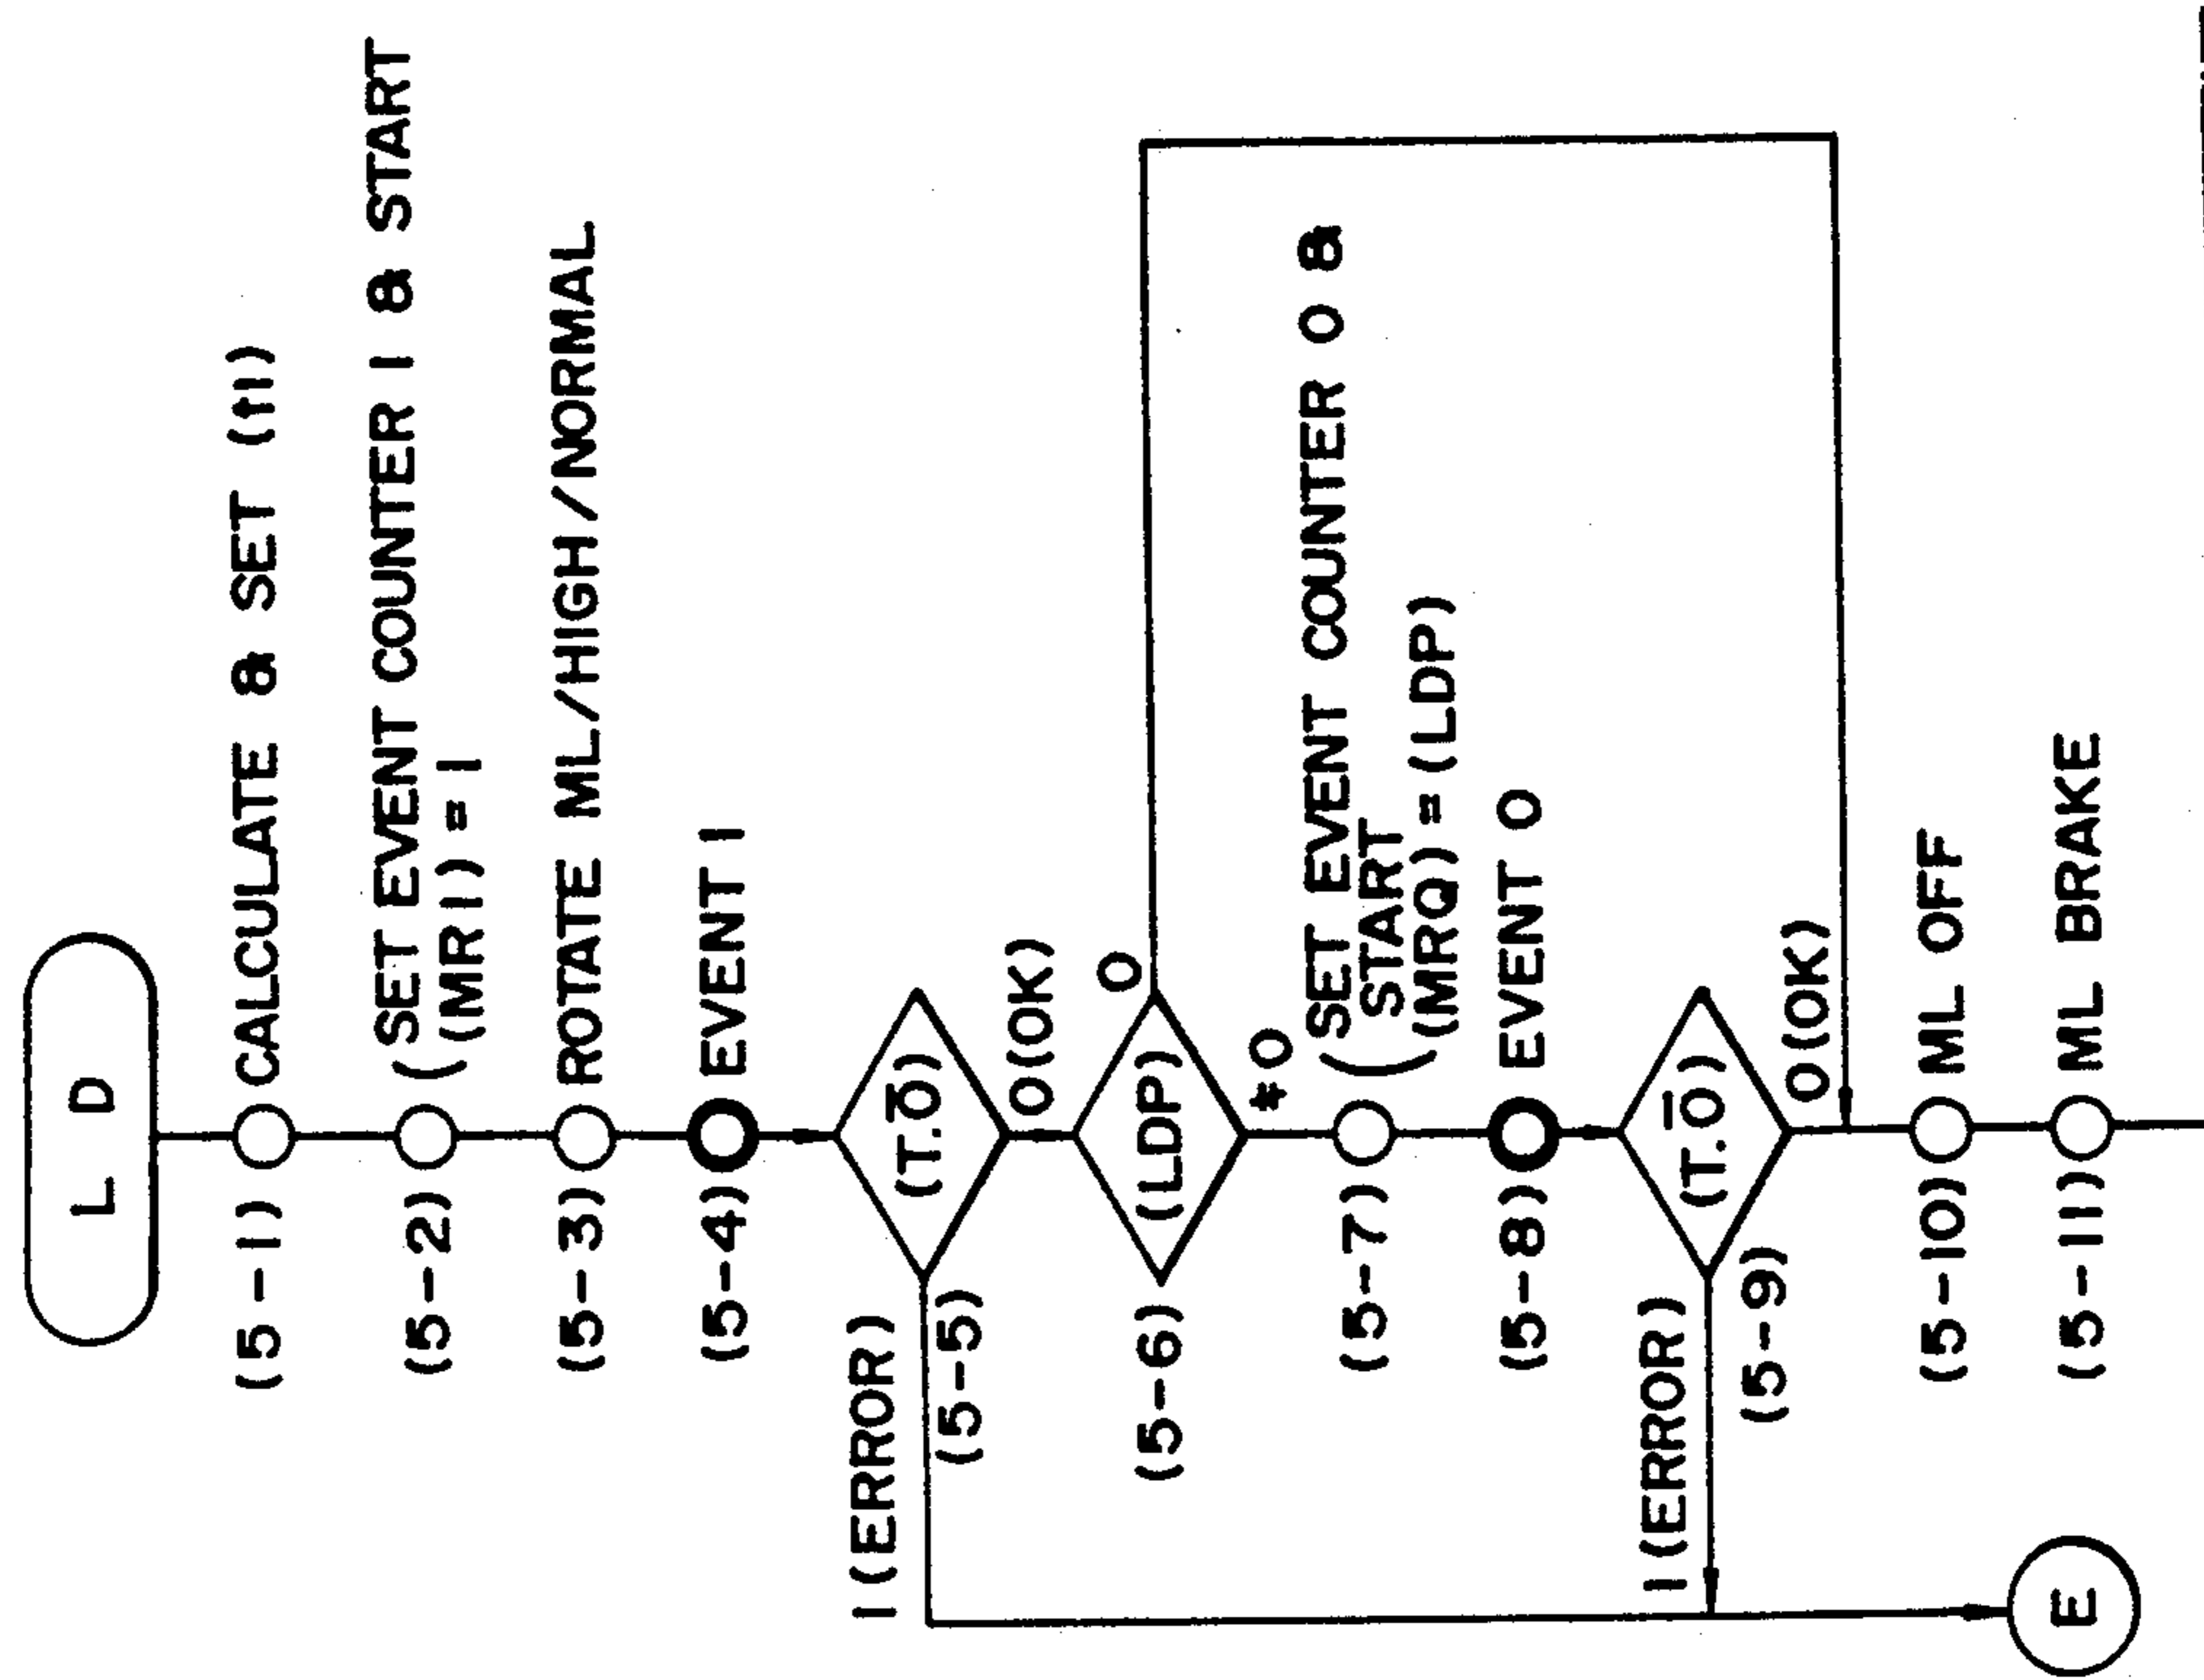 L D
(5-1) CALCULATE & SET (t1)
(5-2) (SET EVENT COUNTER 1 & START
(MR1) = 1
(5-3) ROTATE ML/HIGH/NORMAL
(5-4) EVENT 1
1(ERROR)
(T.O̅)
(5-5)
0(OK)
(5-6) (LDP) 0
*0
(5-7) (SET EVENT COUNTER 0 &
START
(MRQ) = (LDP)
(5-8) EVENT 0
1(ERROR)
(T.O̅)
(5-9)
0(OK)
(5-10) ML OFF
(5-11) ML BRAKE
E